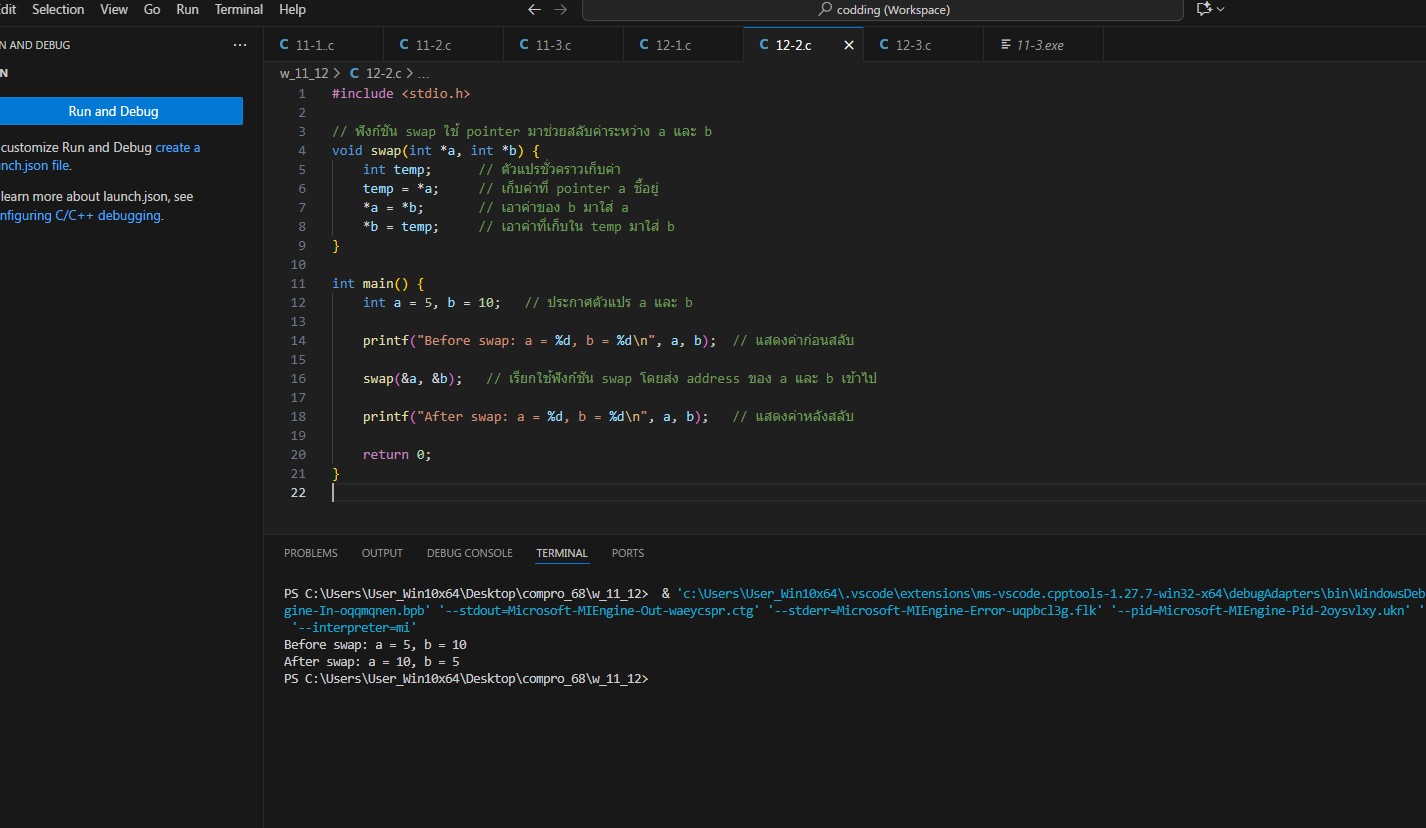 Edit Selection View Go Run Terminal Help
codding (Workspace)
N AND DEBUG
11-1..c 11-2.c 11-3.c 12-1.c 12-2.c 12-3.c 11-3.exe
N
w_11_12 > C 12-2.c > ...
Run and Debug
customize Run and Debug create a
nch.json file.
learn more about launch.json, see
nfiguring C/C++ debugging.
1 #include <stdio.h>
2
3 // ฟังก์ชัน swap ใช้ pointer มาช่วยสลับค่าระหว่าง a และ b
4 void swap(int *a, int *b) {
5     int temp;      // ตัวแปรชั่วคราวเก็บค่า
6     temp = *a;     // เก็บค่าที่ pointer a ชี้อยู่
7     *a = *b;       // เอาค่าของ b มาใส่ a
8     *b = temp;     // เอาค่าที่เก็บใน temp มาใส่ b
9 }
10
11 int main() {
12     int a = 5, b = 10;   // ประกาศตัวแปร a และ b
13
14     printf("Before swap: a = %d, b = %d\n", a, b);  // แสดงค่าก่อนสลับ
15
16     swap(&a, &b);   // เรียกใช้ฟังก์ชัน swap โดยส่ง address ของ a และ b เข้าไป
17
18     printf("After swap: a = %d, b = %d\n", a, b);   // แสดงค่าหลังสลับ
19
20     return 0;
21 }
22
PROBLEMS OUTPUT DEBUG CONSOLE TERMINAL PORTS
PS C:\Users\User_Win10x64\Desktop\compro_68\w_11_12>  & 'c:\Users\User_Win10x64\.vscode\extensions\ms-vscode.cpptools-1.27.7-win32-x64\debugAdapters\bin\WindowsDeb
gine-In-oqqmqnen.bpb' '--stdout=Microsoft-MIEngine-Out-waeycspr.ctg' '--stderr=Microsoft-MIEngine-Error-uqpbcl3g.flk' '--pid=Microsoft-MIEngine-Pid-2oysvlxy.ukn' '
'--interpreter=mi'
Before swap: a = 5, b = 10
After swap: a = 10, b = 5
PS C:\Users\User_Win10x64\Desktop\compro_68\w_11_12>